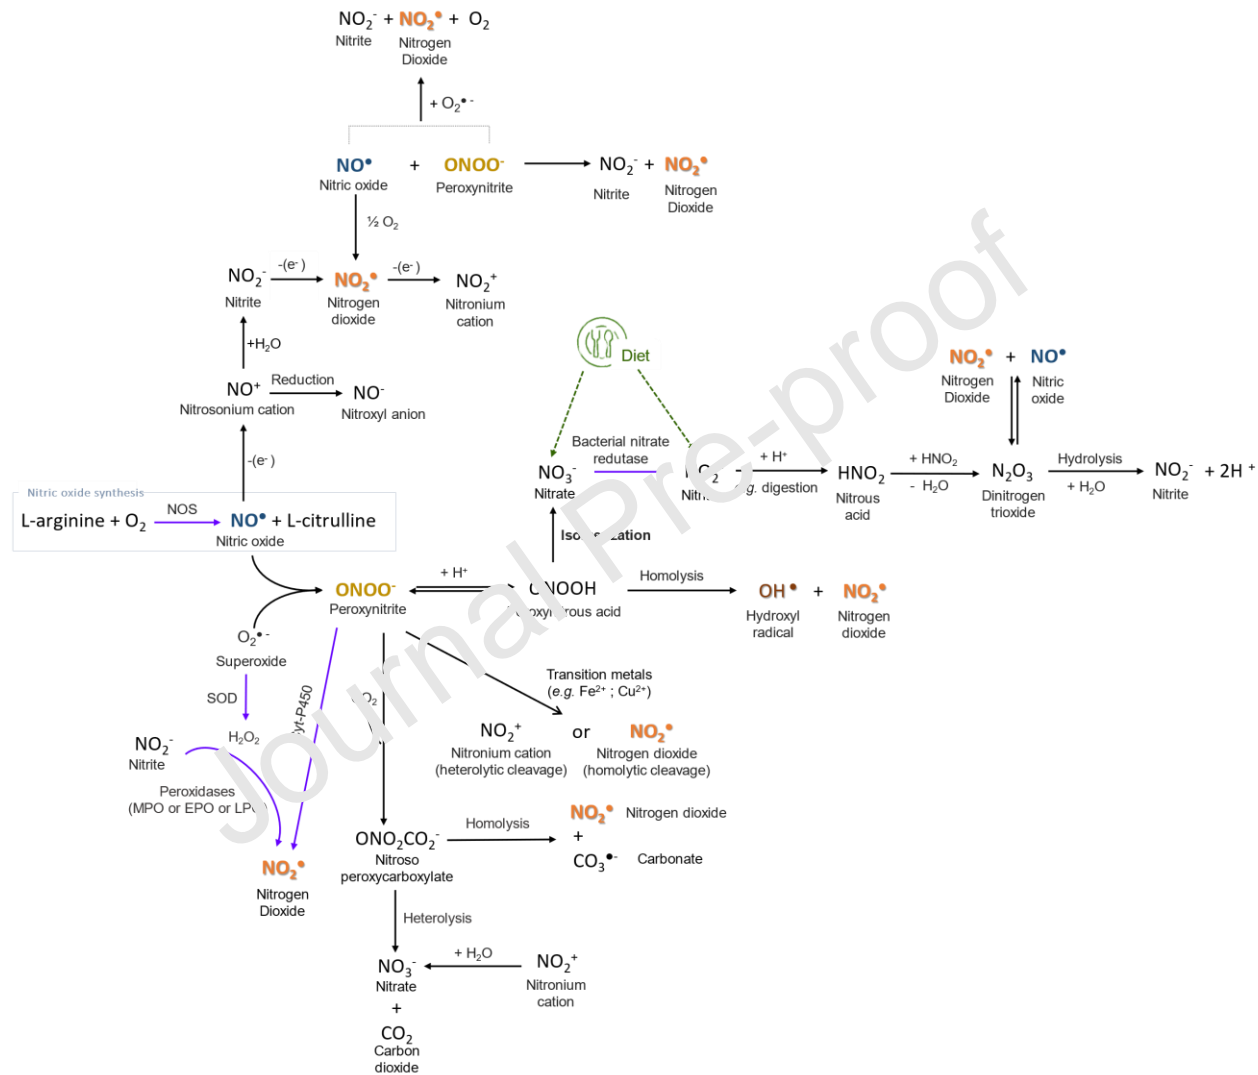 NO₂⁻ + NO₂• + O₂
Nitrite
Nitrogen
Dioxide
+ O₂•⁻
NO• + ONOO⁻
Nitric oxide
Peroxynitrite
NO₂⁻ + NO₂•
Nitrite
Nitrogen
Dioxide
½ O₂
NO₂⁻
Nitrite
-(e⁻)
NO₂•
Nitrogen
dioxide
-(e⁻)
NO₂⁺
Nitronium
cation
+H₂O
NO⁺
Nitrosonium cation
Reduction
NO⁻
Nitroxyl anion
-(e⁻)
Diet
NO₂• + NO•
Nitrogen
Dioxide
Nitric
oxide
NO₃⁻
Nitrate
Bacterial nitrate
redutase
+ H⁺
digestion
HNO₂
Nitrous
acid
+ HNO₂
- H₂O
N₂O₃
Dinitrogen
trioxide
Hydrolysis
+ H₂O
NO₂⁻ + 2H⁺
Nitrite
Nitric oxide synthesis
L-arginine + O₂
NOS
NO• + L-citrulline
Nitric oxide
ONOO⁻
Peroxynitrite
+ H⁺
ONOOH
acid
Homolysis
OH• + NO₂•
Hydroxyl
radical
Nitrogen
dioxide
O₂•⁻
Superoxide
SOD
H₂O₂
NO₂⁻
Nitrite
Peroxidases
(MPO or EPO or
NO₂•
Nitrogen
Dioxide
Transition metals
(e.g. Fe²⁺ ; Cu²⁺)
NO₂⁺ or NO₂•
Nitronium cation
(heterolytic cleavage)
Nitrogen dioxide
(homolytic cleavage)
ONO₂CO₂⁻
Nitroso
peroxycarboxylate
Homolysis
NO₂• Nitrogen dioxide
+
CO₃•⁻ Carbonate
Heterolysis
NO₃⁻
Nitrate
+ H₂O
NO₂⁺
Nitronium
cation
+
CO₂
Carbon
dioxide
Journal Pre-proof